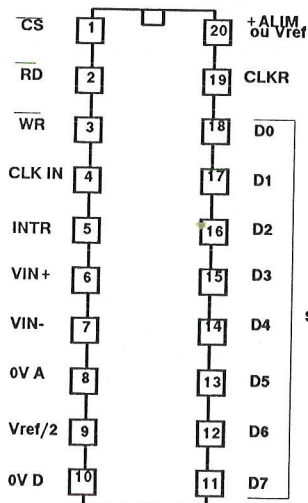 CS 1 20 + ALIM ou Vref
RD 2 19 CLKR
WR 3 18 D0
CLK IN 4 17 D1
INTR 5 16 D2
VIN+ 6 15 D3
VIN- 7 14 D4
0V A 8 13 D5
Vref/2 9 12 D6
0V D 10 11 D7